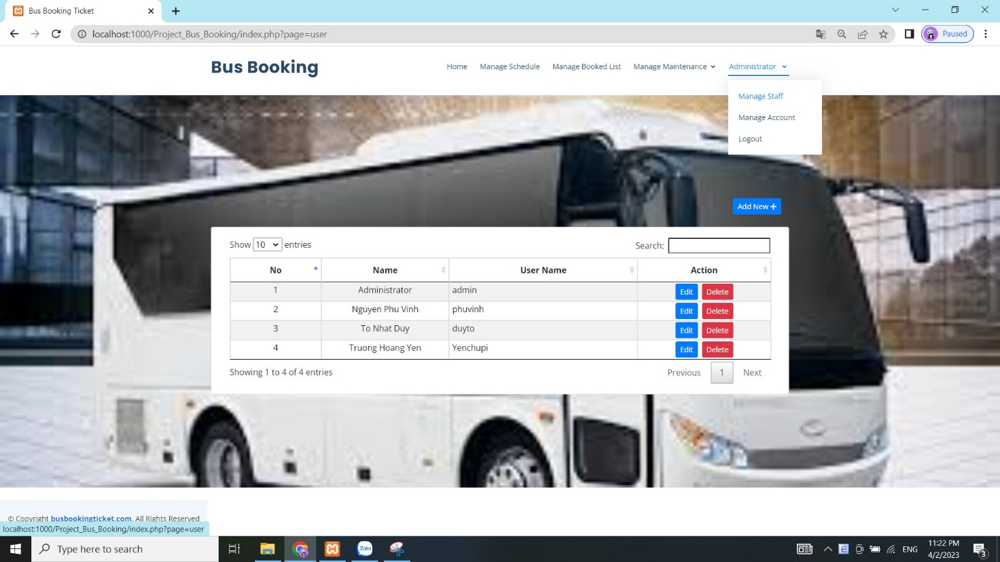 Bus Booking Ticket
localhost:1000/Project_Bus_Booking/index.php?page=user
Paused
Bus Booking
Home Manage Schedule Manage Booked List Manage Maintenance Administrator
Manage Staff
Manage Account
Logout
Add New
Show 10 entries Search:
No Name User Name Action
1 Administrator admin Edit Delete
2 Nguyen Phu Vinh phuvinh Edit Delete
3 To Nhat Duy duyto Edit Delete
4 Truong Hoang Yen Yenchupi Edit Delete
Showing 1 to 4 of 4 entries Previous 1 Next
© Copyright busbookingticket.com. All Rights Reserved
localhost:1000/Project_Bus_Booking/index.php?page=user
Type here to search
Zalo
ENG
11:22 PM
4/2/2023
3